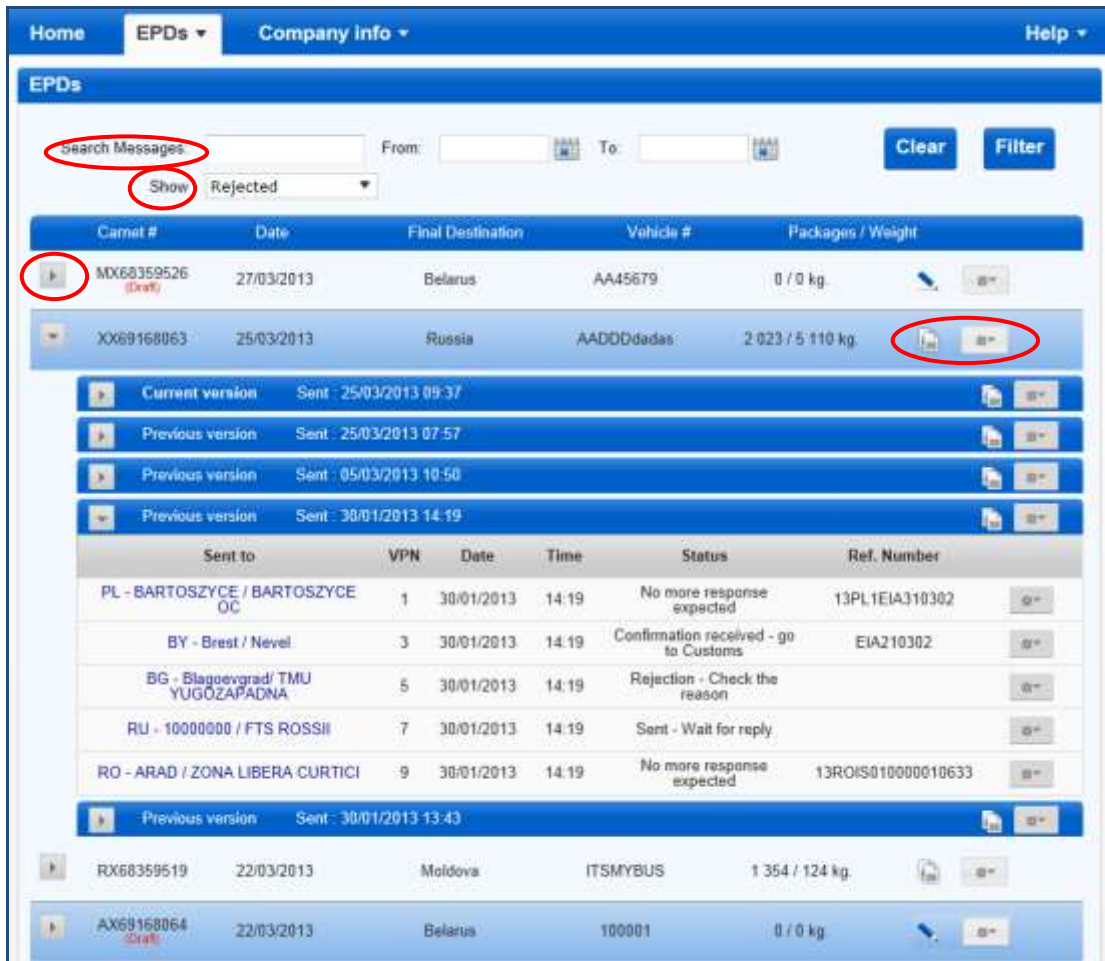 Home EPDs Company info Help
EPDs
Search Messages From: To: Clear Filter
Show Rejected
Carnet # Date Final Destination Vehicle # Packages / Weight
MX68359526 27/03/2013 Belarus AA45679 0 / 0 kg.
(Draft)
XX69168063 25/03/2013 Russia AADDDdadas 2 023 / 5 110 kg.
Current version Sent : 25/03/2013 09:37
Previous version Sent : 25/03/2013 07:57
Previous version Sent : 05/03/2013 10:50
Previous version Sent : 30/01/2013 14:19
Sent to VPN Date Time Status Ref. Number
PL - BARTOSZYCE / BARTOSZYCE OC 1 30/01/2013 14:19 No more response expected 13PL1EIA310302
BY - Brest / Nevel 3 30/01/2013 14:19 Confirmation received - go to Customs EIA210302
BG - Blagoevgrad/ TMU YUGOZAPADNA 5 30/01/2013 14:19 Rejection - Check the reason
RU - 10000000 / FTS ROSSII 7 30/01/2013 14:19 Sent - Wait for reply
RO - ARAD / ZONA LIBERA CURTICI 9 30/01/2013 14:19 No more response expected 13ROIS010000010633
Previous version Sent : 30/01/2013 13:43
RX68359519 22/03/2013 Moldova ITSMYBUS 1 354 / 124 kg.
AX69168064 22/03/2013 Belarus 100001 0 / 0 kg.
(Draft)